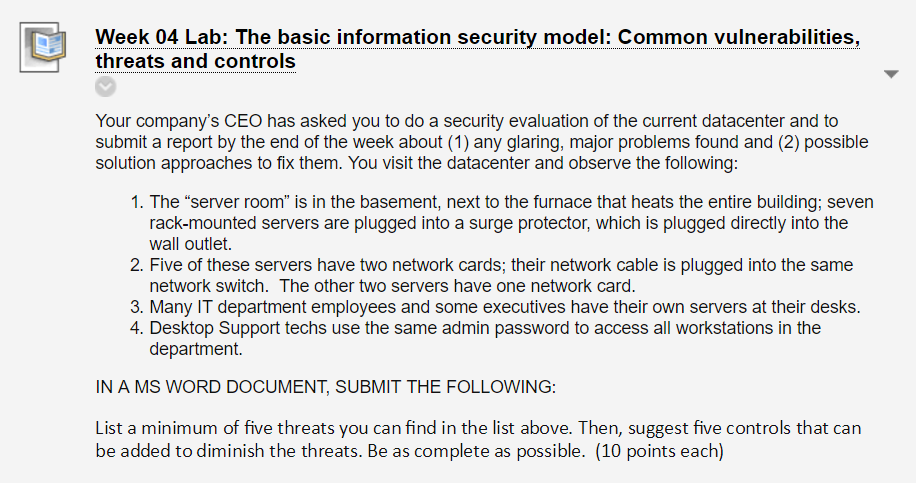 Week 04 Lab: The basic information security model: Common vulnerabilities,
threats and controls
Your company's CEO has asked you to do a security evaluation of the current datacenter and to
submit a report by the end of the week about (1) any glaring, major problems found and (2) possible
solution approaches to fix them. You visit the datacenter and observe the following:
1. The “server room” is in the basement, next to the furnace that heats the entire building; seven
rack-mounted servers are plugged into a surge protector, which is plugged directly into the
wall outlet.
2. Five of these servers have two network cards; their network cable is plugged into the same
network switch.  The other two servers have one network card.
3. Many IT department employees and some executives have their own servers at their desks.
4. Desktop Support techs use the same admin password to access all workstations in the
department.
IN A MS WORD DOCUMENT, SUBMIT THE FOLLOWING:
List a minimum of five threats you can find in the list above. Then, suggest five controls that can
be added to diminish the threats. Be as complete as possible.  (10 points each)